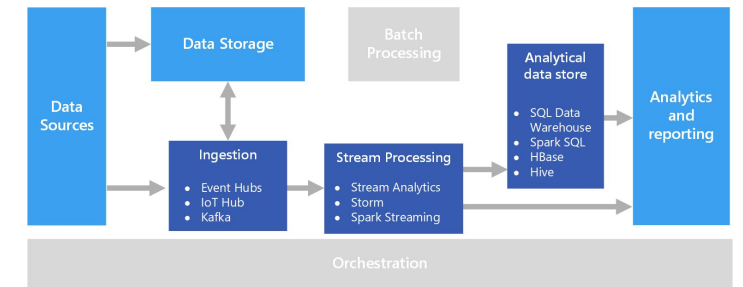 Data
Sources
Data Storage
Batch
Processing
Analytical
data store
• SQL Data
Warehouse
• Spark SQL
• HBase
• Hive
Analytics
and
reporting
Ingestion
• Event Hubs
• IoT Hub
• Kafka
Stream Processing
• Stream Analytics
• Storm
• Spark Streaming
Orchestration